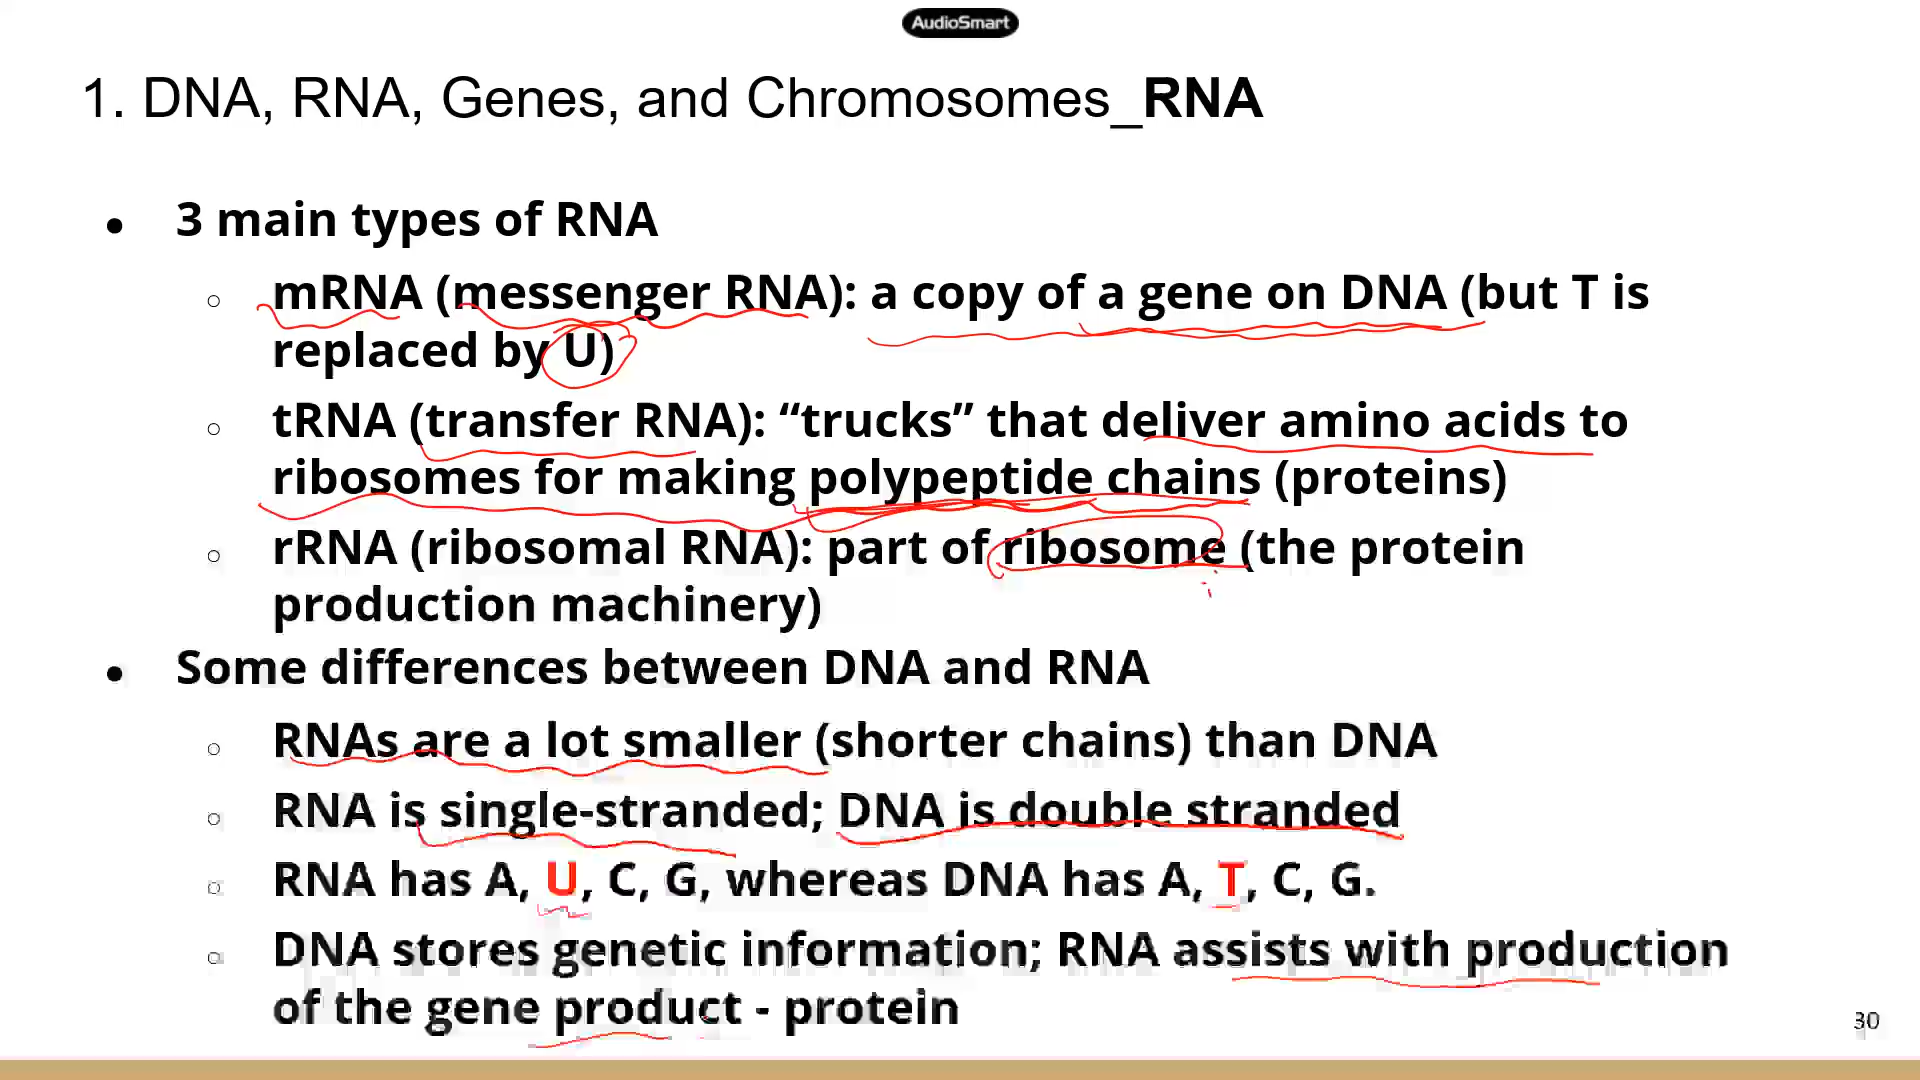 AudioSmart
1. DNA, RNA, Genes, and Chromosomes_RNA
● 3 main types of RNA
○ mRNA (messenger RNA): a copy of a gene on DNA (but T is
replaced by U)
○ tRNA (transfer RNA): “trucks” that deliver amino acids to
ribosomes for making polypeptide chains (proteins)
○ rRNA (ribosomal RNA): part of ribosome (the protein
production machinery)
● Some differences between DNA and RNA
○ RNAs are a lot smaller (shorter chains) than DNA
○ RNA is single-stranded; DNA is double stranded
○ RNA has A, U, C, G, whereas DNA has A, T, C, G.
○ DNA stores genetic information; RNA assists with production
of the gene product - protein
30